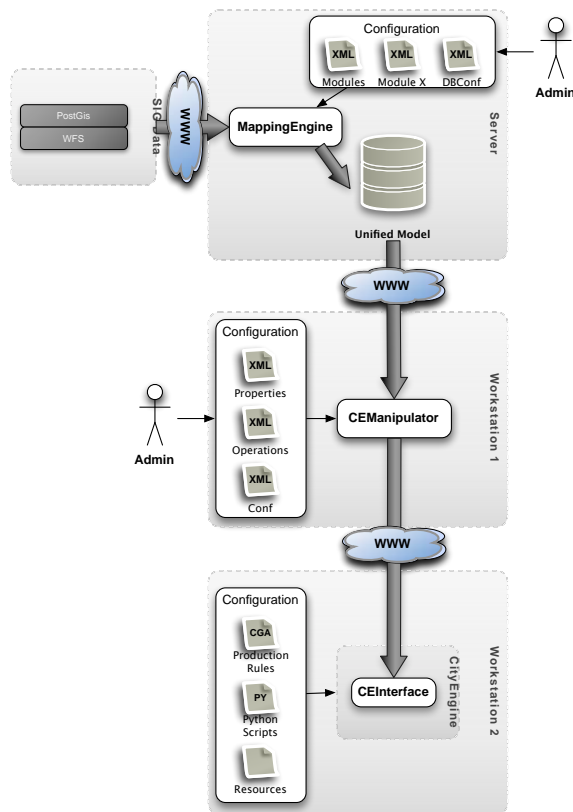 Configuration
XML
XML
XML
Modules
Module X
DBConf
Admin
PostGis
WFS
SIG Data
WWW
MappingEngine
Server
Unified Model
WWW
Configuration
XML
Properties
XML
Operations
XML
Conf
Admin
CEManipulator
Workstation 1
WWW
Configuration
CGA
Production
Rules
PY
Python
Scripts
Resources
CEInterface
CityEngine
Workstation 2